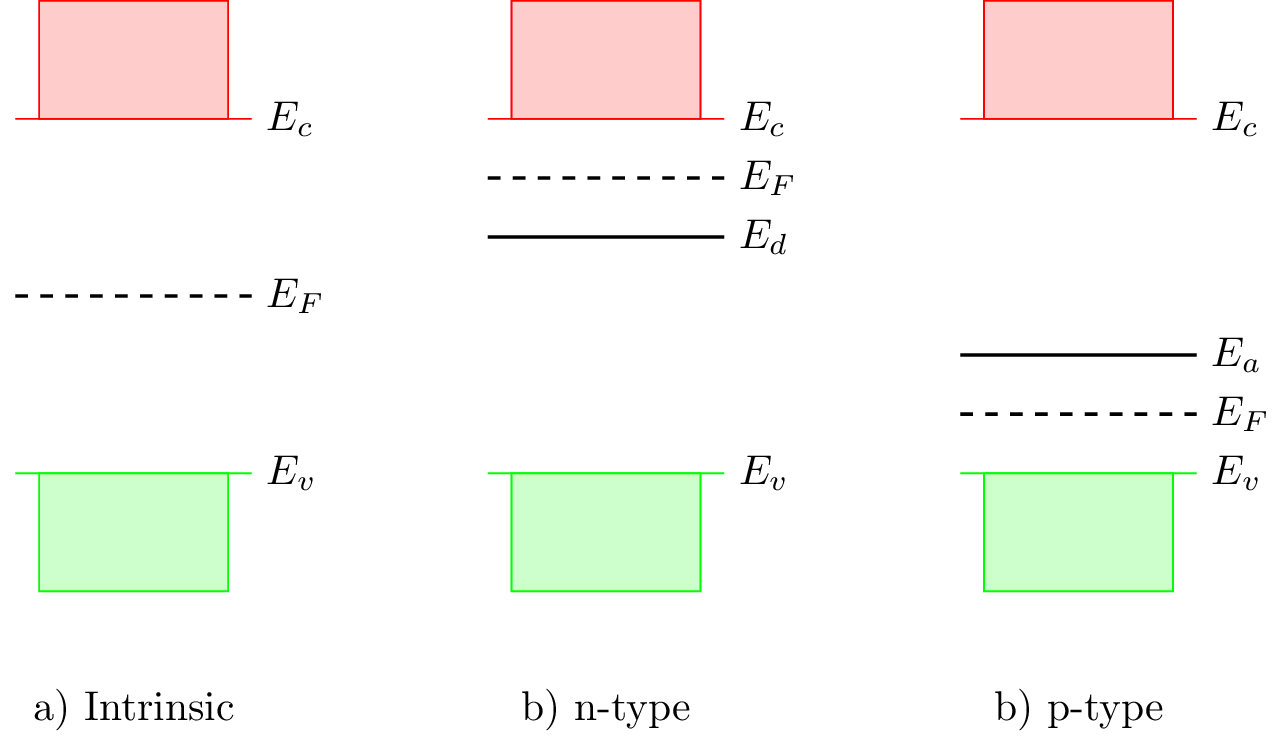 E_c
E_F
E_v
a) Intrinsic
E_c
E_F
E_d
E_v
b) n-type
E_c
E_a
E_F
E_v
b) p-type